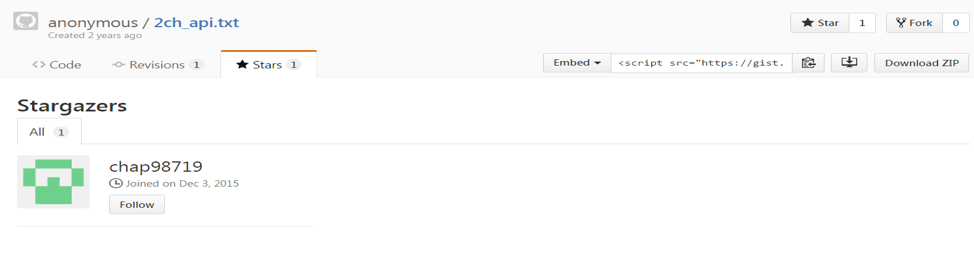 anonymous / 2ch_api.txt
Created 2 years ago
Star 1
Fork 0
Code
Revisions 1
Stars 1
Embed
<script src="https://gist.
Download ZIP
Stargazers
All 1
chap98719
Joined on Dec 3, 2015
Follow